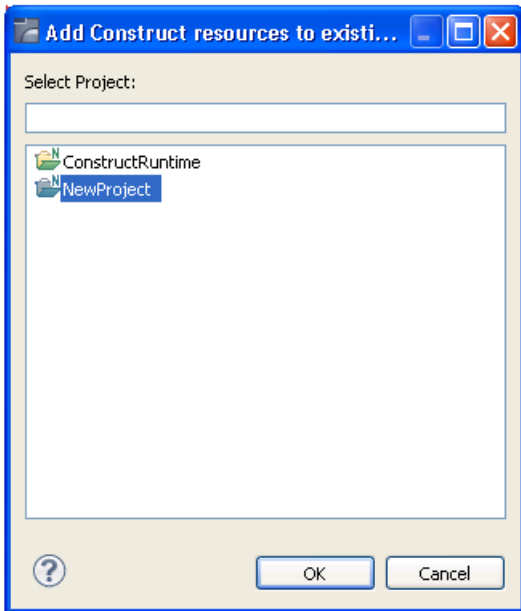 Add Construct resources to existi...
Select Project:
ConstructRuntime
NewProject
?
OK Cancel